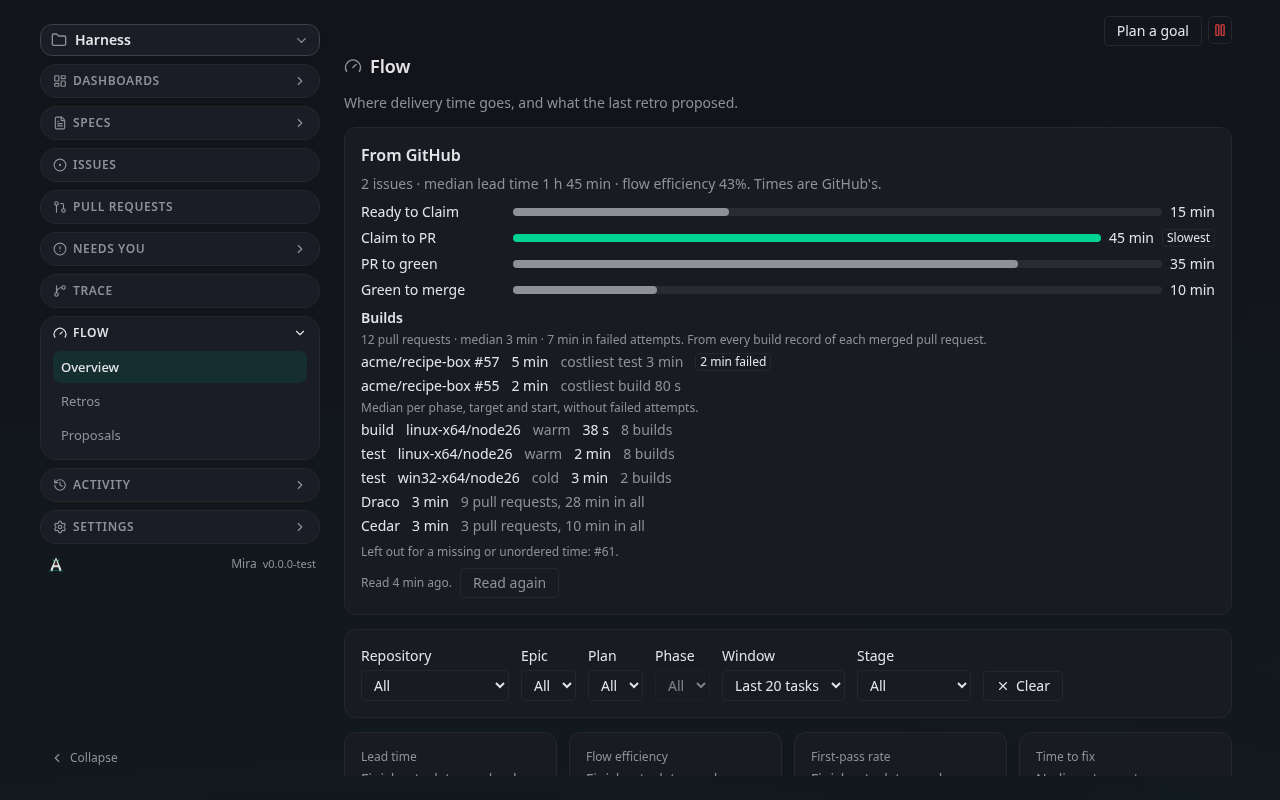 Harness
DASHBOARDS
SPECS
ISSUES
PULL REQUESTS
NEEDS YOU
TRACE
FLOW
Overview
Retros
Proposals
ACTIVITY
SETTINGS
Mira v0.0.0-test
Collapse
Plan a goal
Flow
Where delivery time goes, and what the last retro proposed.
From GitHub
2 issues · median lead time 1 h 45 min · flow efficiency 43%. Times are GitHub's.
Ready to Claim 15 min
Claim to PR 45 min Slowest
PR to green 35 min
Green to merge 10 min
Builds
12 pull requests · median 3 min · 7 min in failed attempts. From every build record of each merged pull request.
acme/recipe-box #57 5 min costliest test 3 min 2 min failed
acme/recipe-box #55 2 min costliest build 80 s
Median per phase, target and start, without failed attempts.
build linux-x64/node26 warm 38 s 8 builds
test linux-x64/node26 warm 2 min 8 builds
test win32-x64/node26 cold 3 min 2 builds
Draco 3 min 9 pull requests, 28 min in all
Cedar 3 min 3 pull requests, 10 min in all
Left out for a missing or unordered time: #61.
Read 4 min ago. Read again
Repository Epic Plan Phase Window Stage
All All All All Last 20 tasks All Clear
Lead time Flow efficiency First-pass rate Time to fix